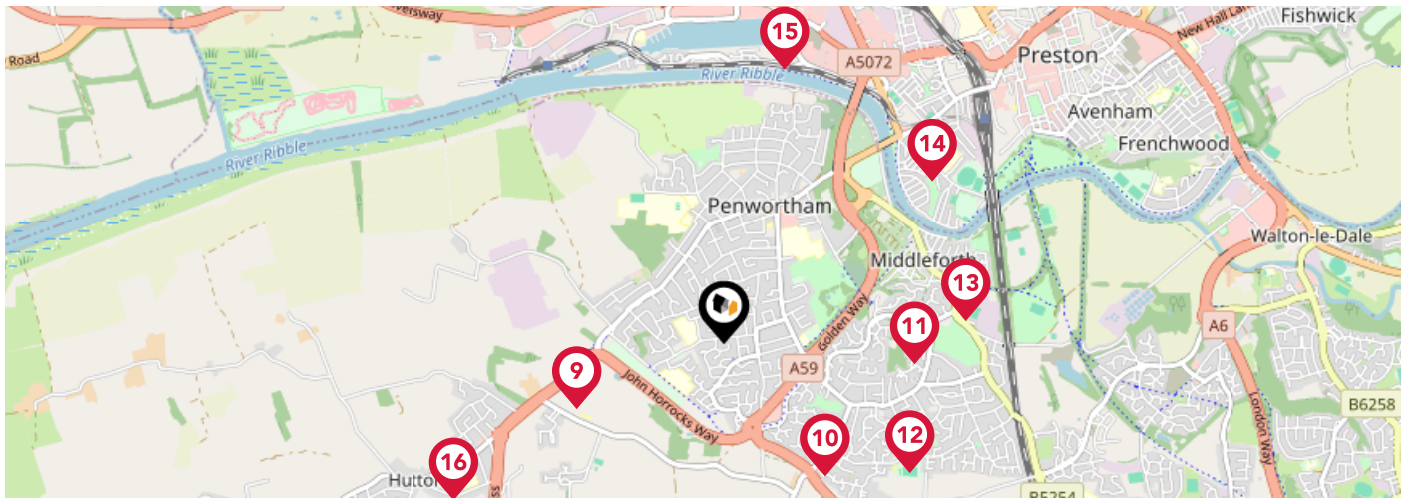 Fishwick
New Hall La
Road
15
River Ribble
A5072
Preston
Avenham
River Ribble
14
Frenchwood
Penwortham
Walton-le-Dale
Middleforth
13
11
Golden Way
A6
9
John Horrocks Way
A59
B6258
London Way
10
12
16
Hutton
B5254